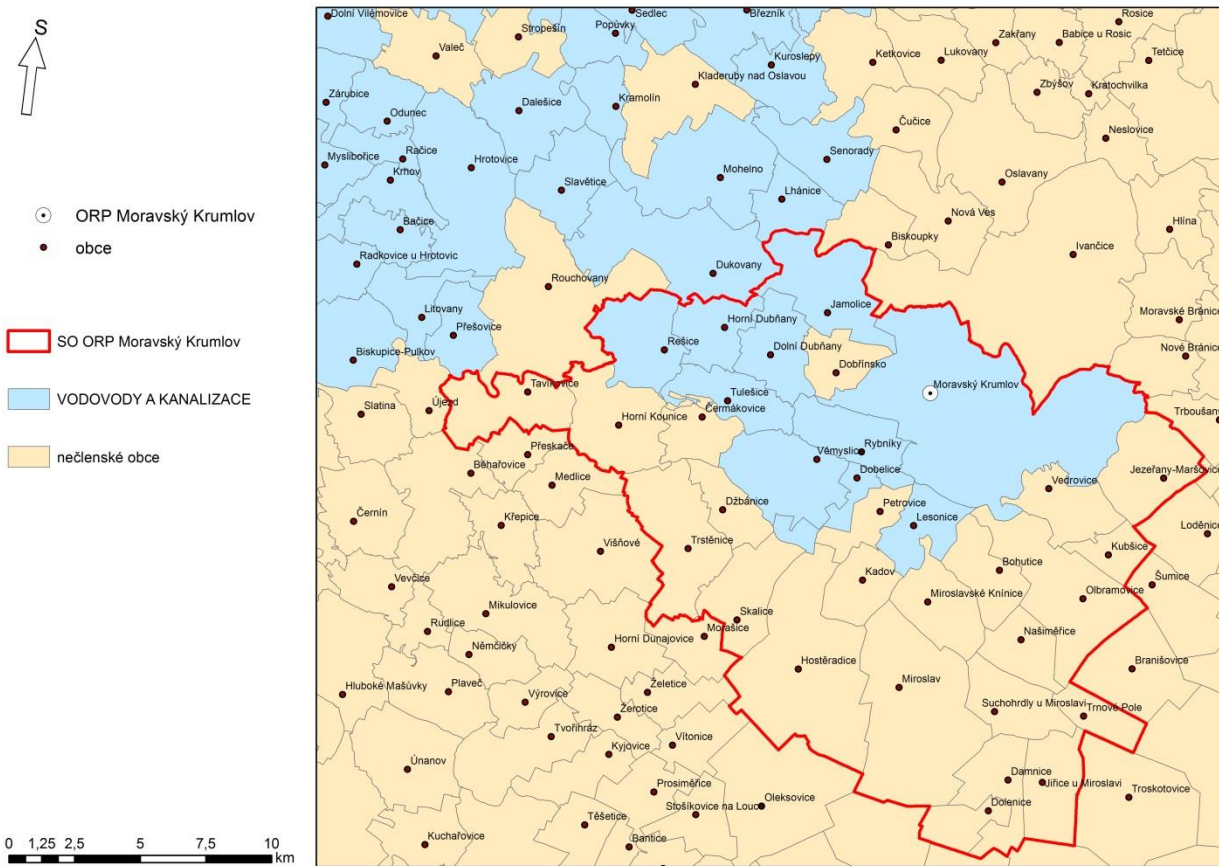 S
ORP Moravský Krumlov
obce
SO ORP Moravský Krumlov
VODOVODY A KANALIZACE
nečlenské obce
0 1,25 2,5 5 7,5 10
km
Dolní Vilémovice
Sedlec
Březník
Rosice
Stropešín
Popůvky
Zakřany
Babice u Rosic
Valeč
Ketkovice
Lukovany
Tetčice
Kuroslepy
Kladeruby nad Oslavou
Zbýšov
Kratochvilka
Zárubice
Dalešice
Kramolín
Odunec
Čučice
Neslovice
Račice
Myslibořice
Hrotovice
Senorady
Krhov
Mohelno
Oslavany
Slavětice
Lhánice
Nová Ves
Bačice
Hlína
Biskoupky
Ivančice
Radkovice u Hrotovic
Dukovany
Rouchovany
Jamolice
Litovany
Moravské Bránice
Přešovice
Horní Dubňany
Řešice
Dolní Dubňany
Nové Bránice
Biskupice-Pulkov
Dobřínsko
Tavíkovice
Moravský Krumlov
Tulešice
Slatina
Újezd
Čermákovice
Trboušany
Horní Kounice
Přeskače
Rybníky
Vémyslice
Běhařovice
Dobelice
Jezeřany-Maršovice
Medlice
Vedrovice
Džbánice
Petrovice
Černín
Křepice
Lesonice
Loděnice
Višňové
Trstěnice
Kubšice
Bohutice
Kadov
Šumice
Vevčice
Miroslavské Knínice
Olbramovice
Mikulovice
Skalice
Rudlice
Morašice
Našiměřice
Horní Dunajovice
Němčičky
Hostěradice
Branišovice
Hluboké Mašůvky
Plaveč
Želetice
Miroslav
Výrovice
Suchohrdly u Miroslavi
Trnové Pole
Žerotice
Tvořihráz
Vítonice
Kyjovice
Únanov
Damnice
Jiřice u Miroslavi
Prosiměřice
Troskotovice
Stošíkovice na Louc
Oleksovice
Dolenice
Těšetice
Kuchařovice
Bantice